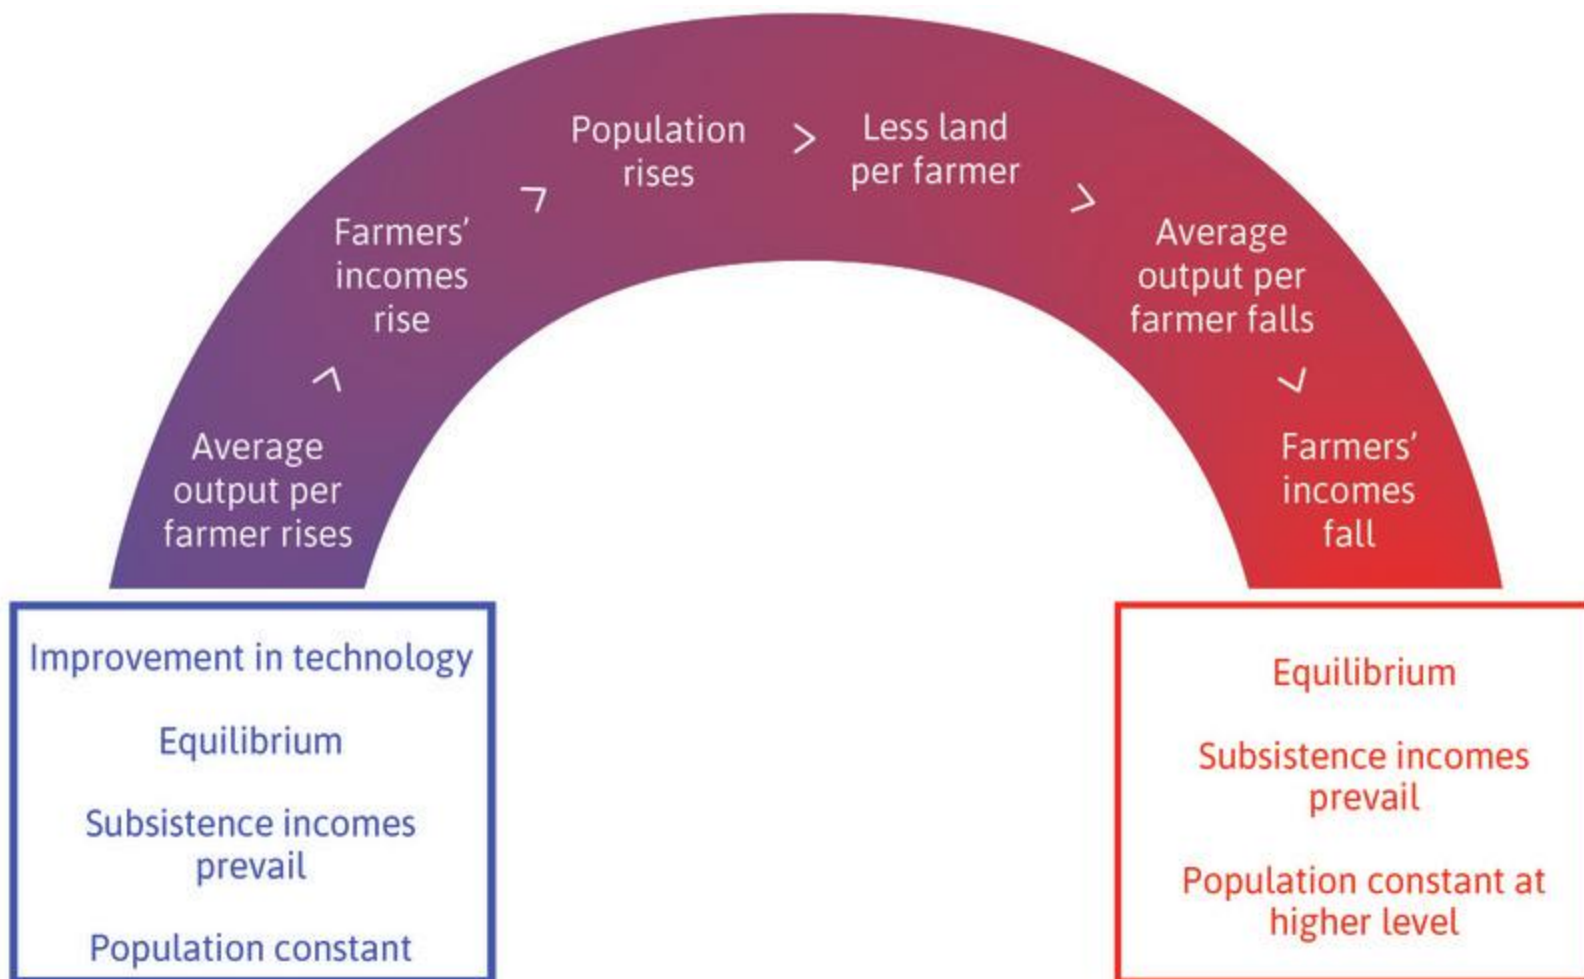 Average
output per
farmer rises
>
Farmers’
incomes
rise
>
Population
rises
>
Less land
per farmer
>
Average
output per
farmer falls
>
Farmers’
incomes
fall
Improvement in technology
Equilibrium
Subsistence incomes
prevail
Population constant
Equilibrium
Subsistence incomes
prevail
Population constant at
higher level